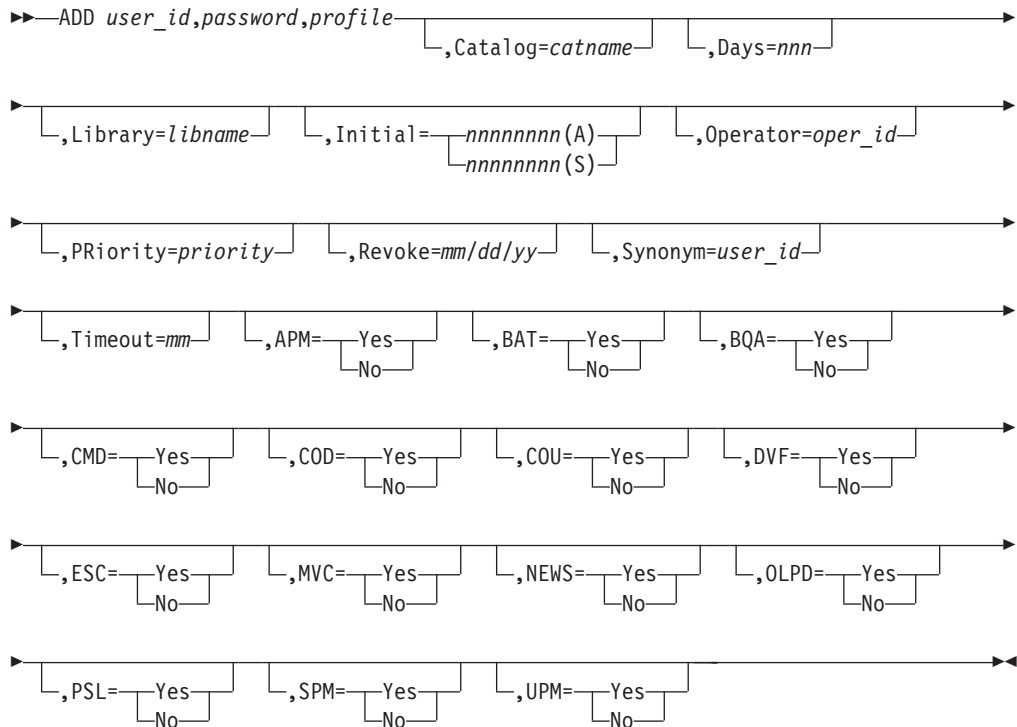 ADD user_id,password,profile
,Catalog=catname ,Days=nnn
,Library=libname ,Initial= nnnnnnnn(A) ,Operator=oper_id
nnnnnnnn(S)
,PRiority=priority ,Revoke=mm/dd/yy ,Synonym=user_id
,Timeout=mm ,APM= Yes ,BAT= Yes ,BQA= Yes
No No No
,CMD= Yes ,COD= Yes ,COU= Yes ,DVF= Yes
No No No No
,ESC= Yes ,MVC= Yes ,NEWS= Yes ,OLPD= Yes
No No No No
,PSL= Yes ,SPM= Yes ,UPM= Yes
No No No